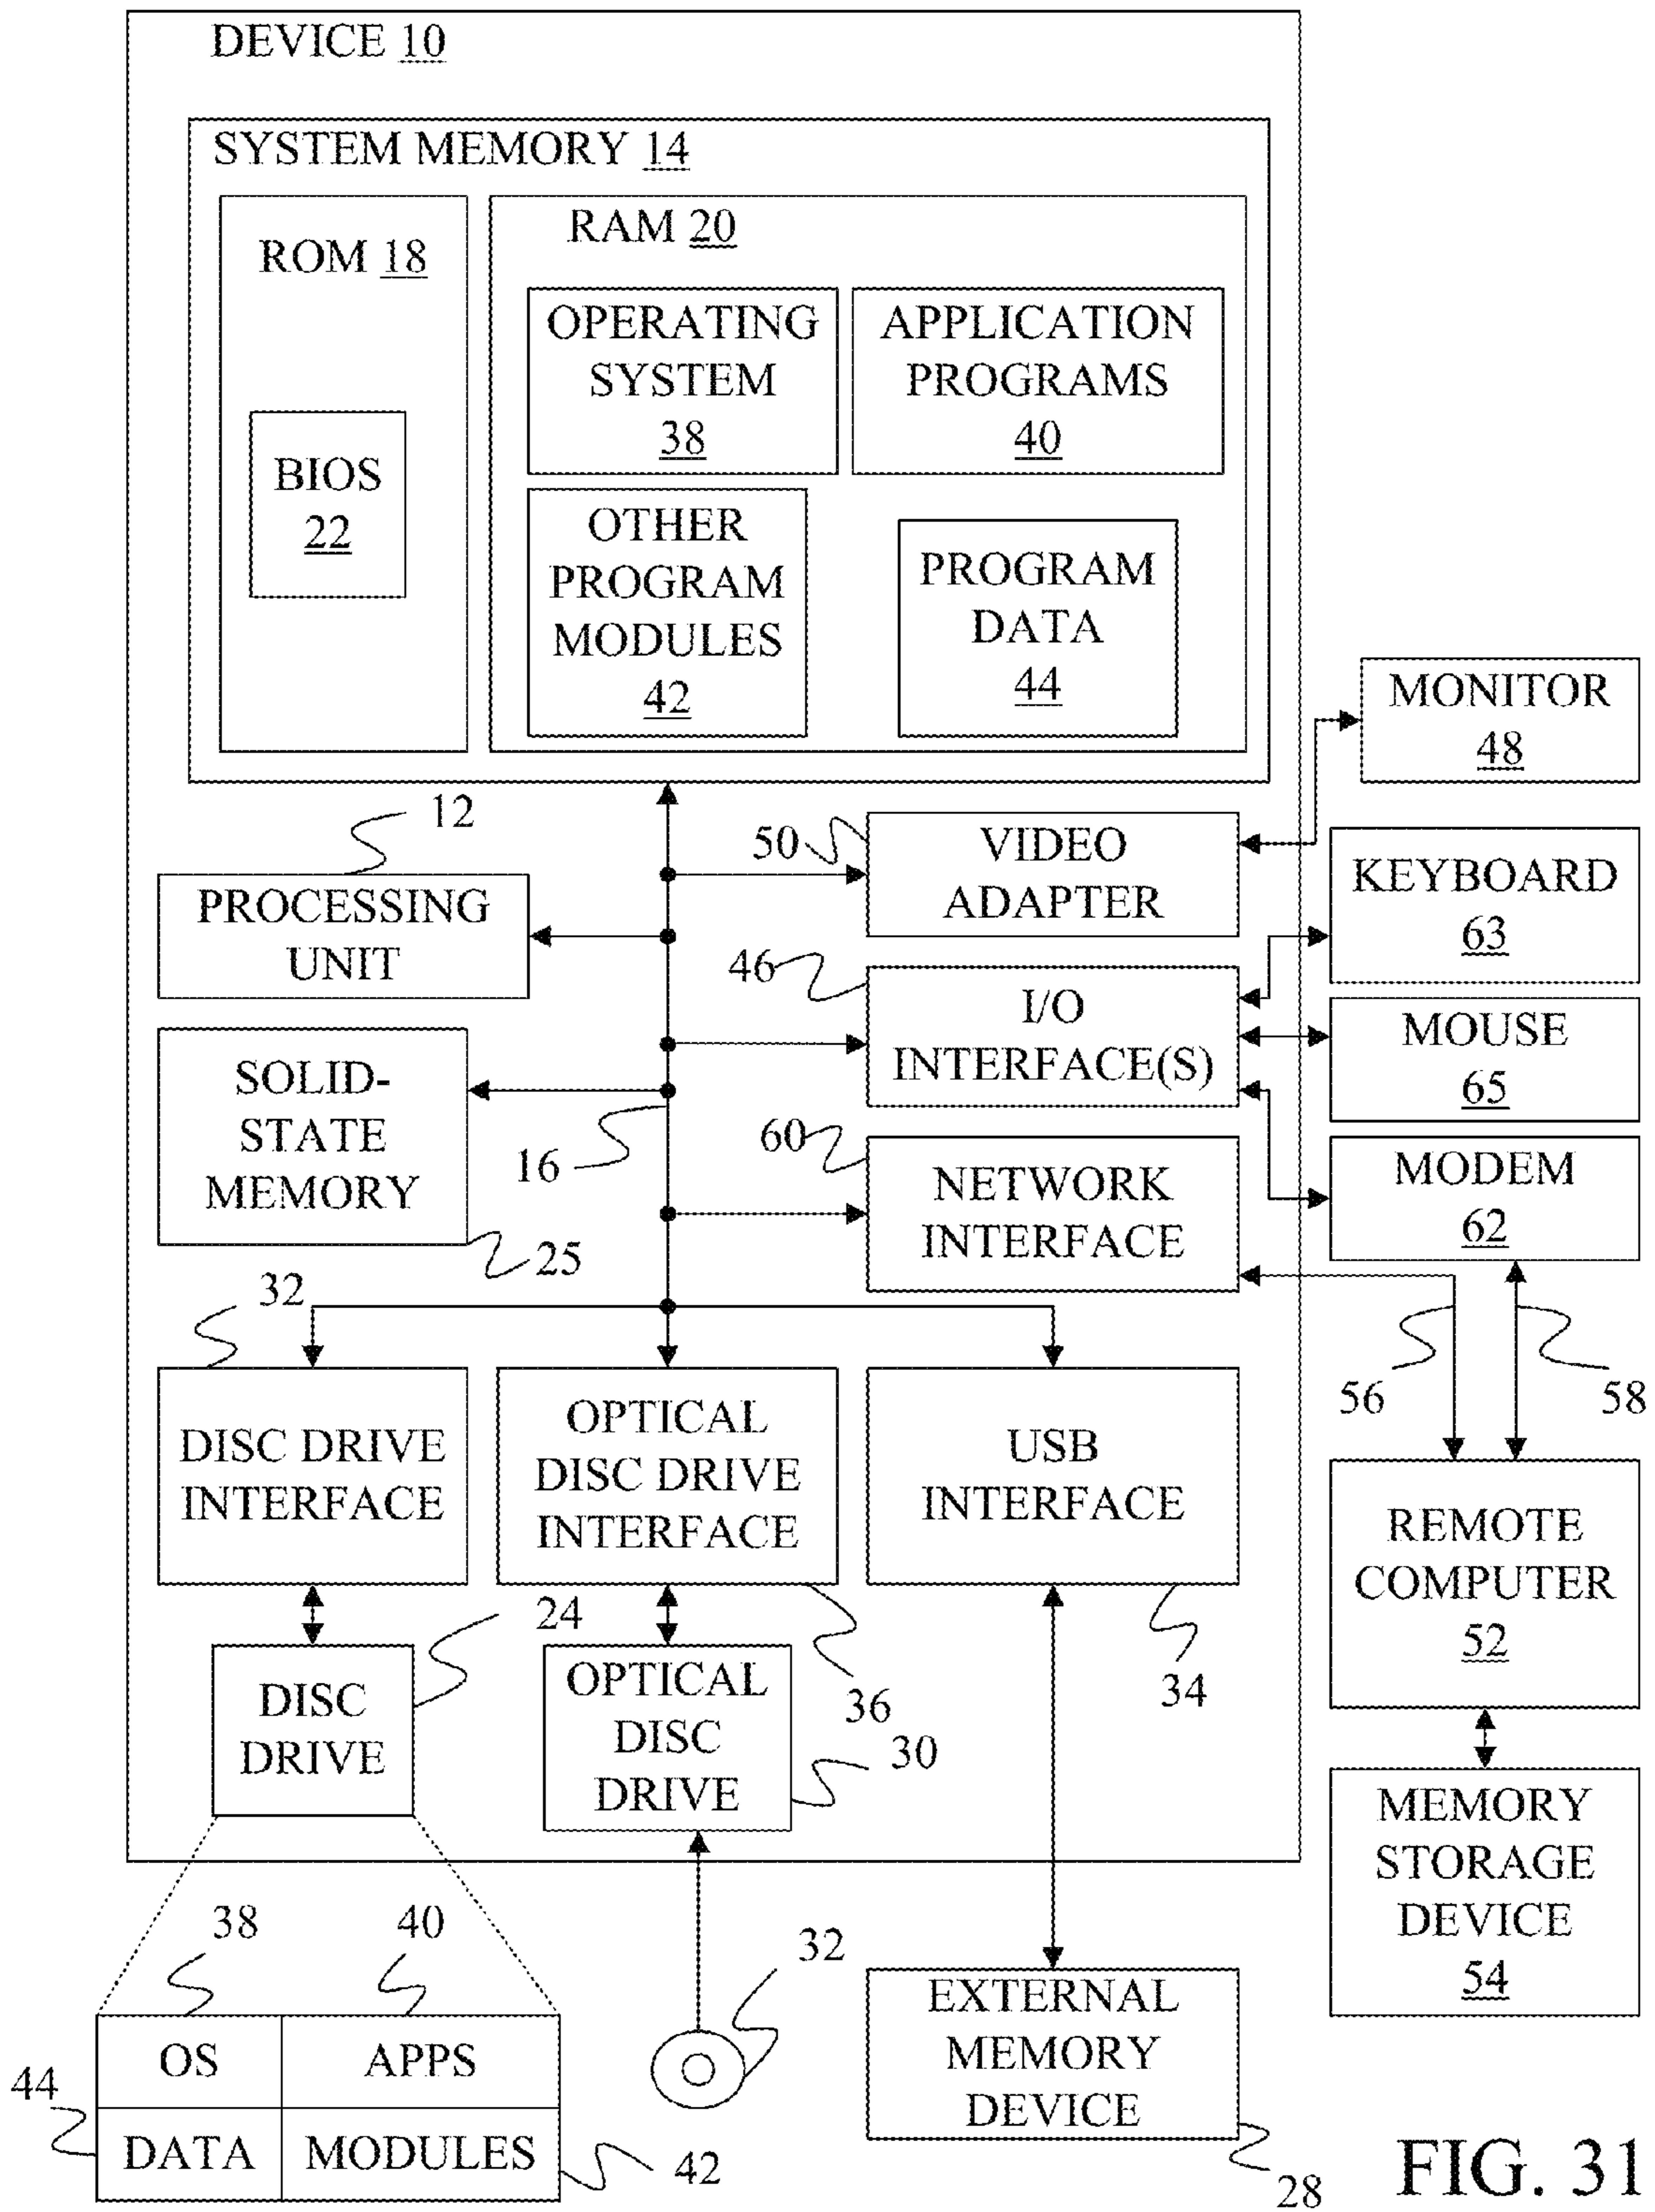 DEVICE 10
SYSTEM MEMORY 14
ROM 18
BIOS
22
RAM 20
OPERATING
SYSTEM
38
APPLICATION
PROGRAMS
40
OTHER
PROGRAM
MODULES
42
PROGRAM
DATA
44
MONITOR
48
12
PROCESSING
UNIT
50
VIDEO
ADAPTER
KEYBOARD
63
46
I/O
INTERFACE(S)
MOUSE
65
SOLID-
STATE
MEMORY
25
16
60
NETWORK
INTERFACE
MODEM
62
56
58
32
DISC DRIVE
INTERFACE
OPTICAL
DISC DRIVE
INTERFACE
USB
INTERFACE
REMOTE
COMPUTER
52
24
DISC
DRIVE
36
OPTICAL
DISC
DRIVE
30
34
MEMORY
STORAGE
DEVICE
54
38
40
OS
APPS
44
DATA
MODULES
42
32
EXTERNAL
MEMORY
DEVICE
28
FIG. 31